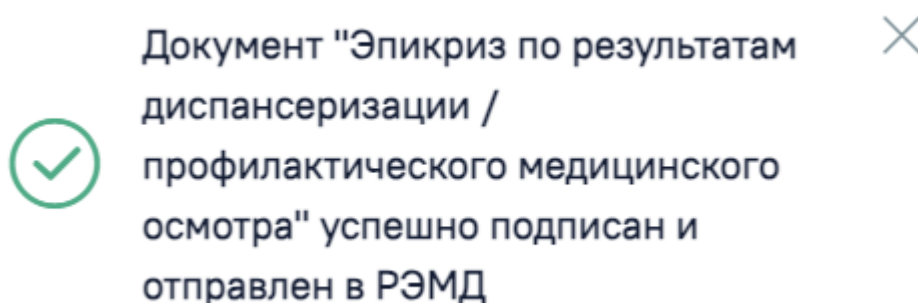 Документ "Эпикриз по результатам
диспансеризации /
профилактического медицинского
осмотра" успешно подписан и
отправлен в РЭМД